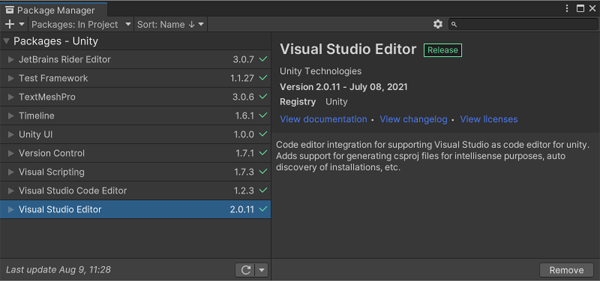 Package Manager
Packages: In Project
Sort: Name ↓
Packages - Unity
JetBrains Rider Editor 3.0.7
Test Framework 1.1.27
TextMeshPro 3.0.6
Timeline 1.6.1
Unity UI 1.0.0
Version Control 1.7.1
Visual Scripting 1.7.3
Visual Studio Code Editor 1.2.3
Visual Studio Editor 2.0.11
Last update Aug 9, 11:28
Visual Studio Editor Release
Unity Technologies
Version 2.0.11 - July 08, 2021
Registry Unity
View documentation • View changelog • View licenses
Code editor integration for supporting Visual Studio as code editor for unity.
Adds support for generating csproj files for intellisense purposes, auto
discovery of installations, etc.
Remove